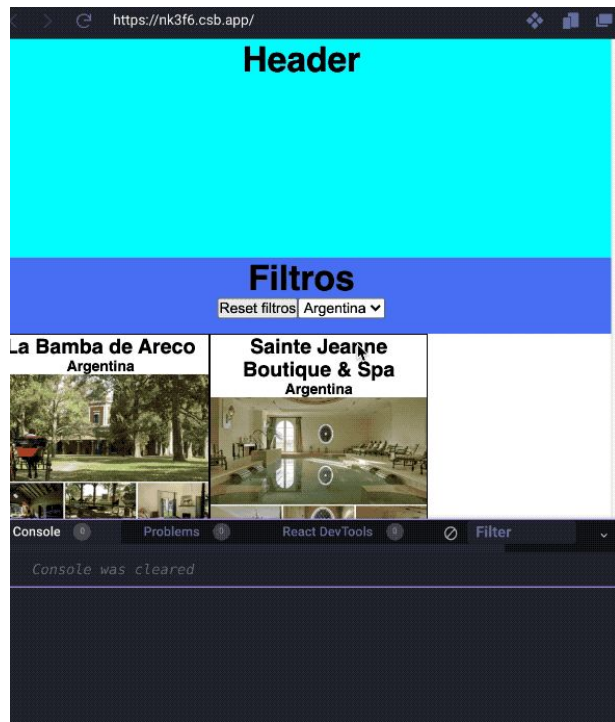 https://nk3f6.csb.app/
Header
Filtros
Reset filtros Argentina
La Bamba de Areco
Argentina
Sainte Jeanne
Boutique & Spa
Argentina
Console 0 Problems 0 React DevTools 0 Filter
Console was cleared